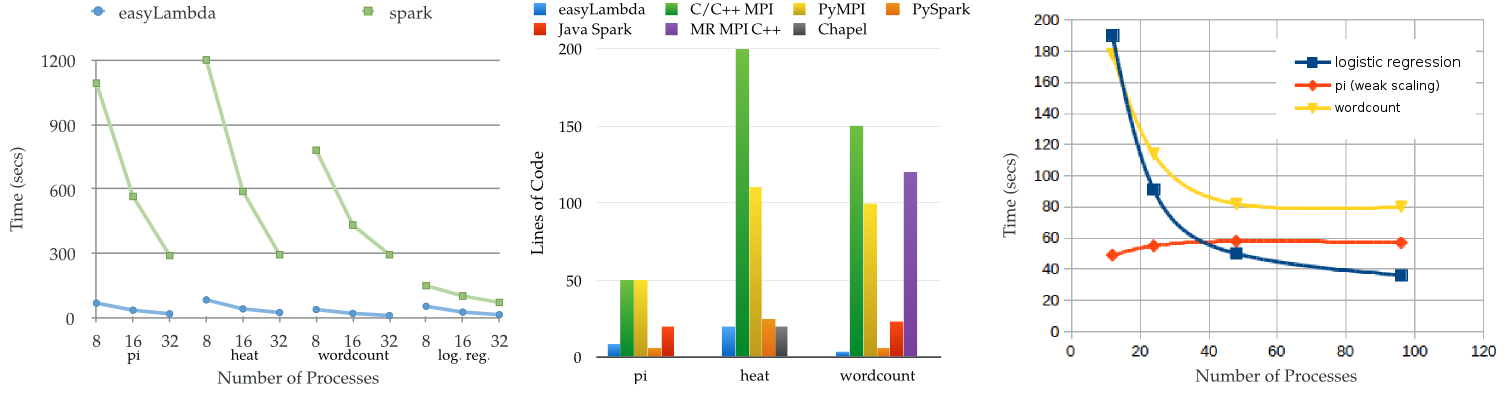 easyLambda spark
1200
900
600
300
0
Time (secs)
8 16 32 8 16 32 8 16 32 8 16 32
pi heat wordcount log. reg.
Number of Processes
easyLambda C/C++ MPI PyMPI PySpark
Java Spark MR MPI C++ Chapel
200
150
100
50
0
Lines of Code
pi heat wordcount
200
180
160
140
120
100
80
60
40
20
0
Time (secs)
logistic regression
pi (weak scaling)
wordcount
0 20 40 60 80 100 120
Number of Processes